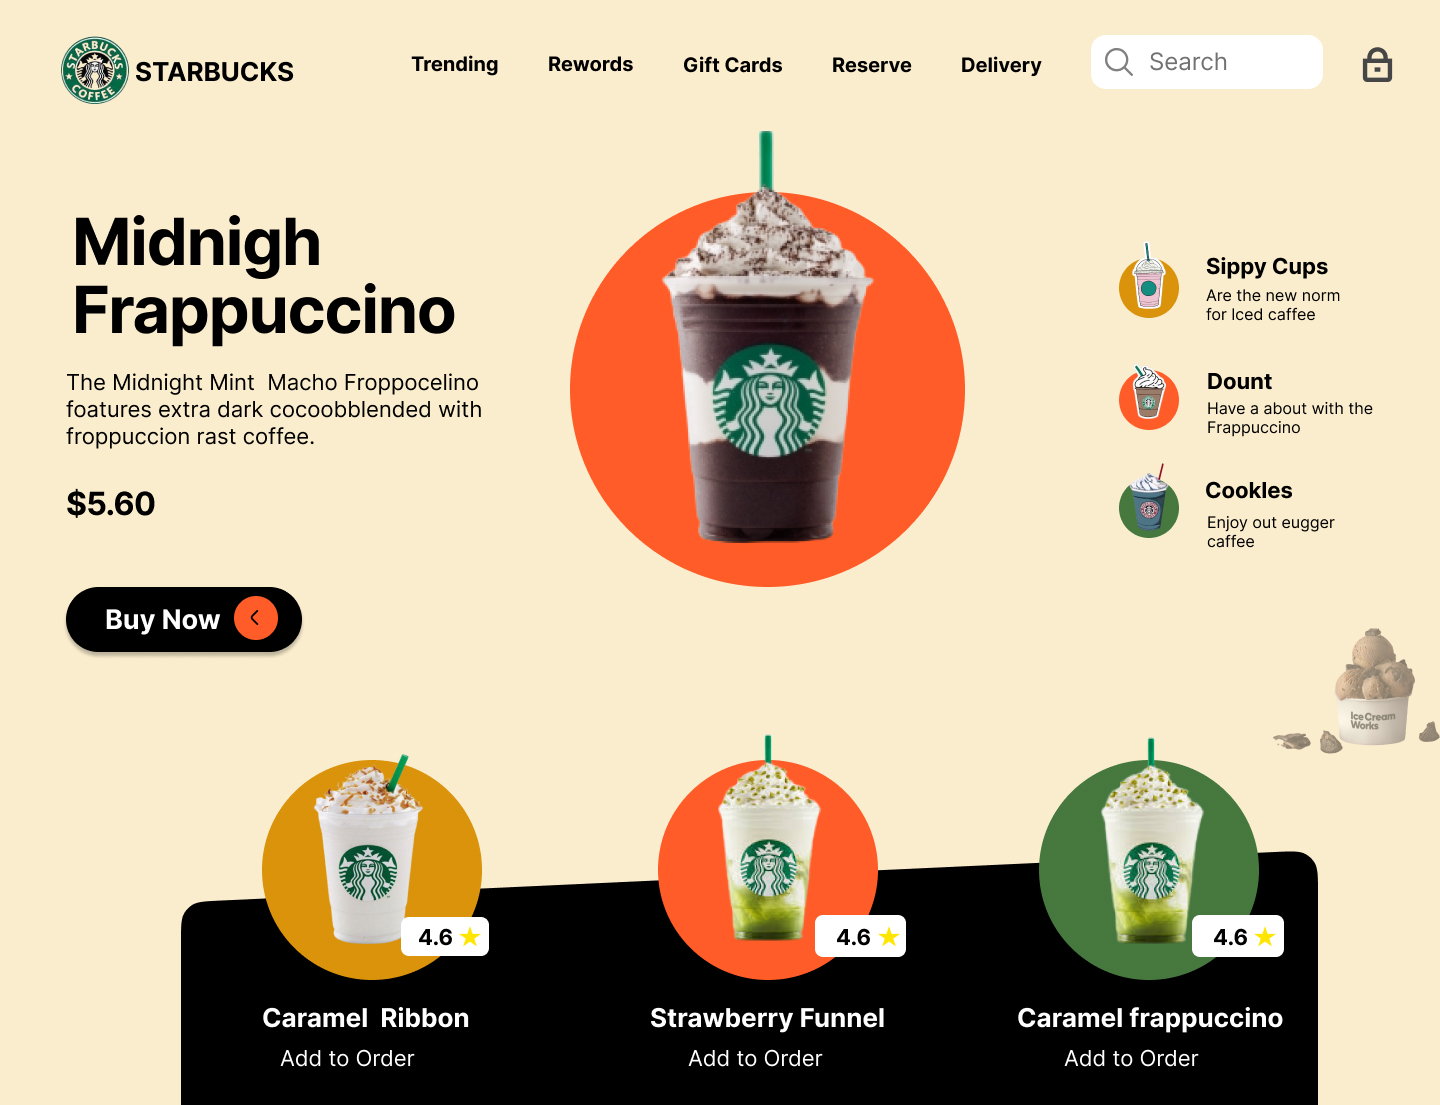 STARBUCKS
COFFEE
STARBUCKS
Trending
Rewords
Gift Cards
Reserve
Delivery
Search
Midnigh
Frappuccino
The Midnight Mint  Macho Froppocelino
foatures extra dark cocoobblended with
froppuccion rast coffee.
$5.60
Buy Now
Sippy Cups
Are the new norm
for Iced caffee
Dount
Have a about with the
Frappuccino
Cookles
Enjoy out eugger
caffee
Ice Cream
Works
4.6
4.6
4.6
Caramel  Ribbon
Strawberry Funnel
Caramel frappuccino
Add to Order
Add to Order
Add to Order